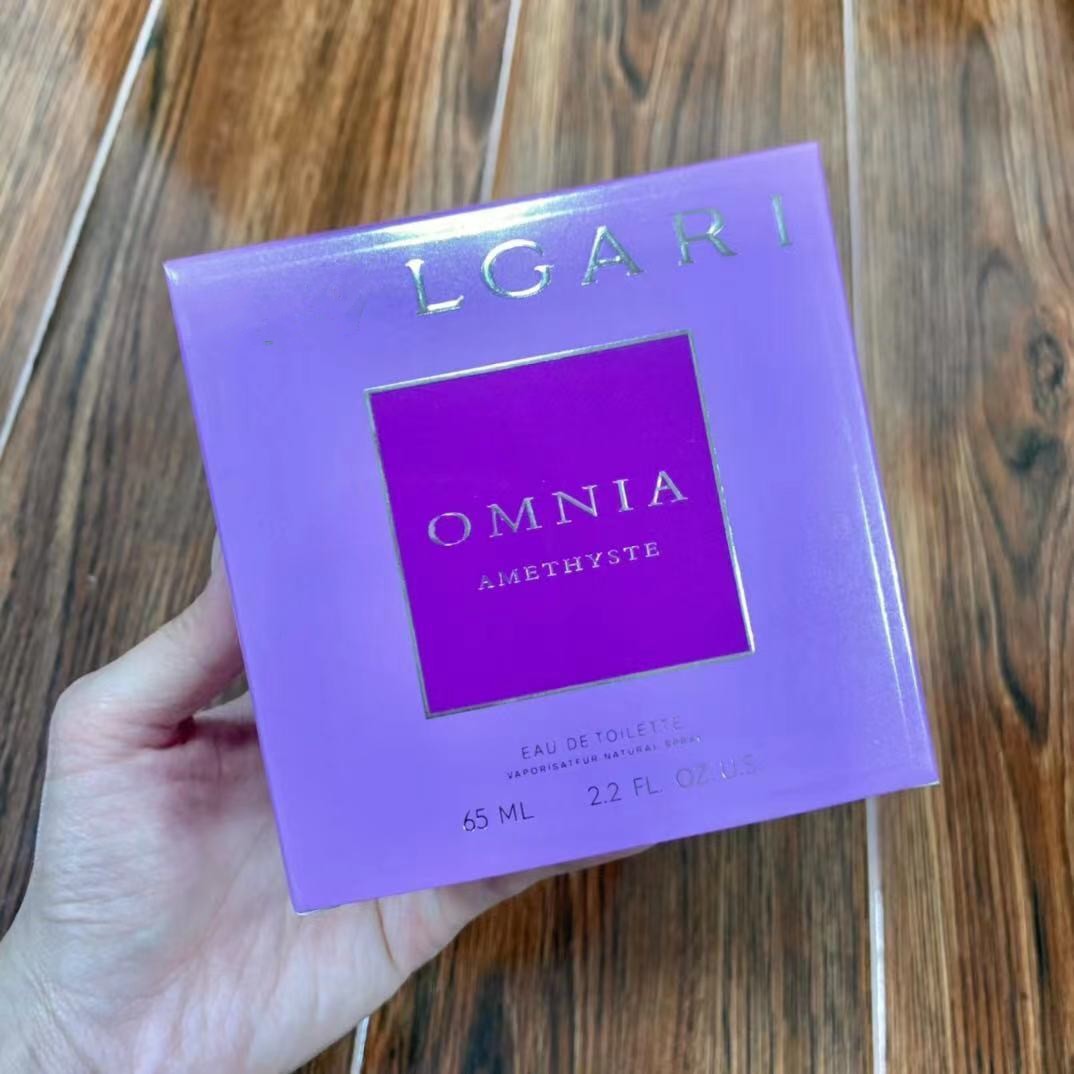 LGARI
OMNIA
AMETHYSTE
EAU DE TOILETTE
VAPORISATEUR NATURAL SPRAY
65 ML 2.2 FL. OZ. U.S.